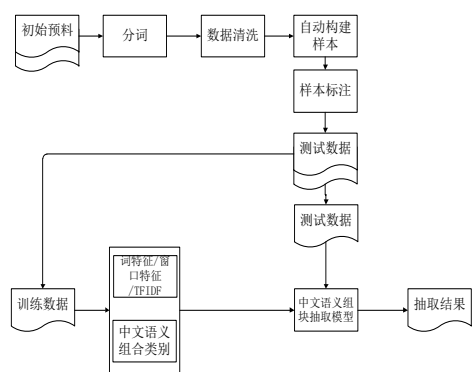 初始预料
分词
数据清洗
自动构建
样本
样本标注
测试数据
测试数据
训练数据
词特征/窗
口特征
/TFIDF
中文语义
组合类别
中文语义组
块抽取模型
抽取结果